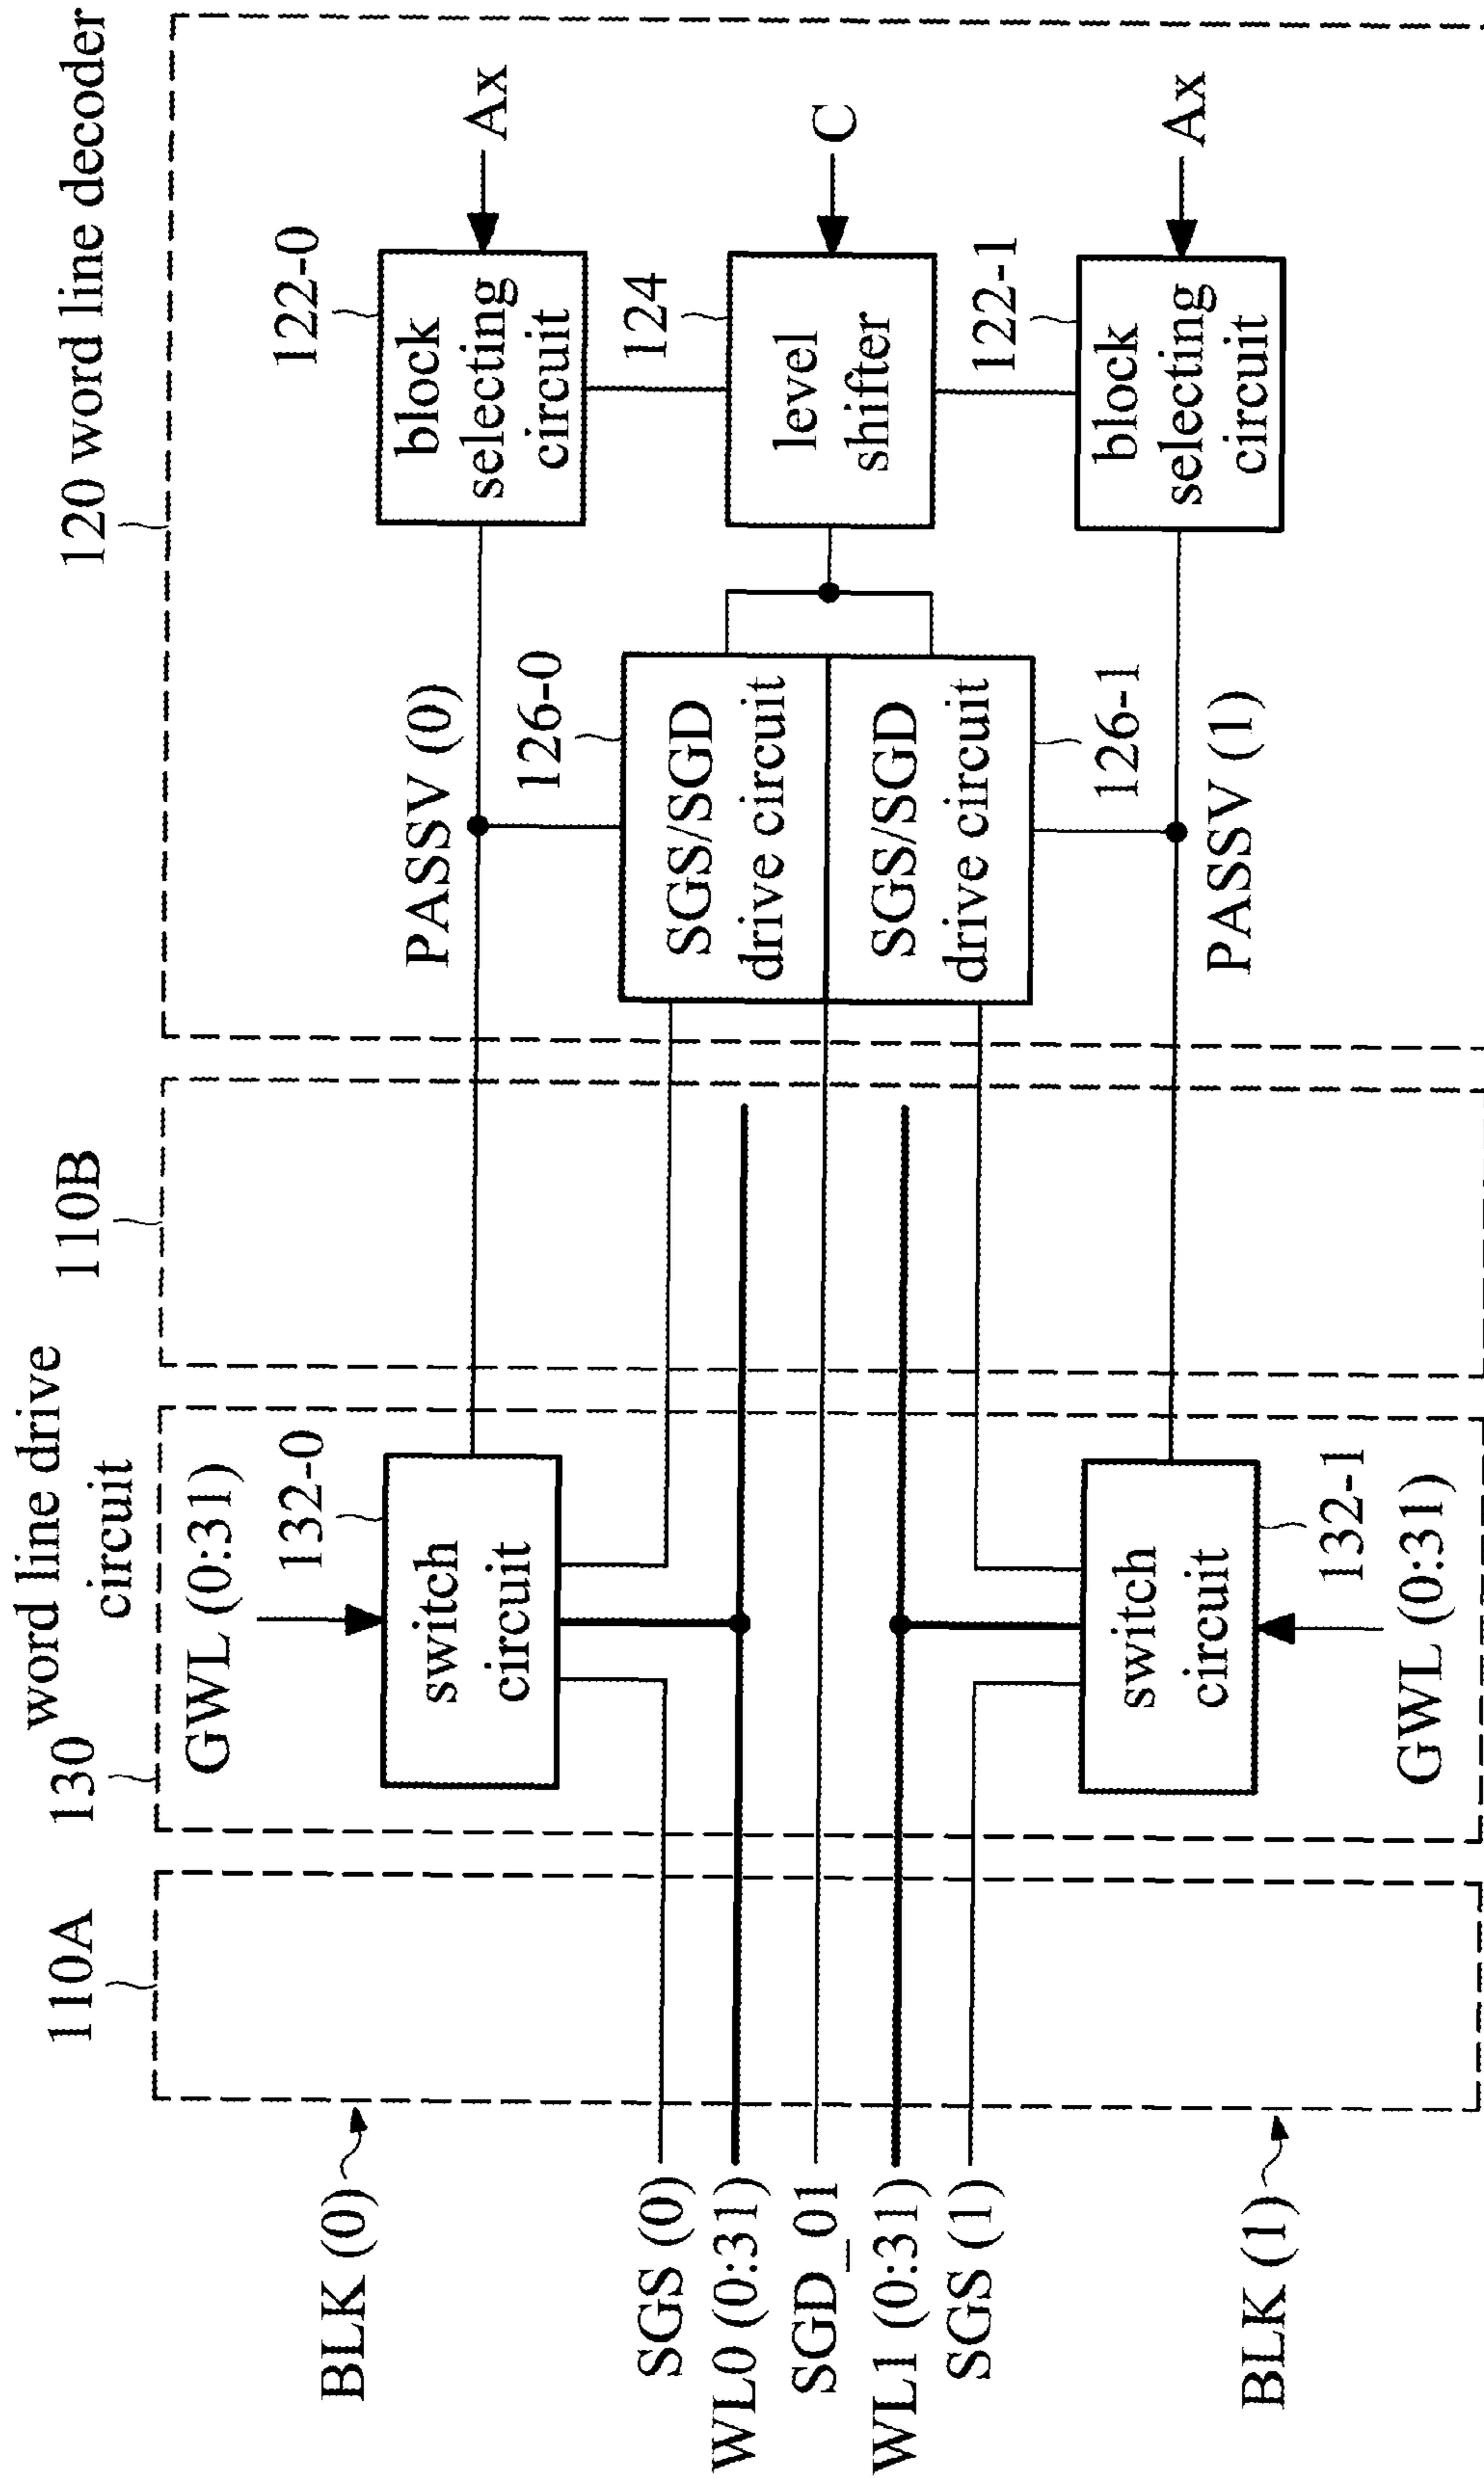 110A
130
word line drive
circuit
110B
120 word line decoder
BLK (0)
GWL (0:31)
132-0
switch
circuit
PASSV (0)
122-0
block
selecting
circuit
Ax
SGS (0)
WL0 (0:31)
SGD_01
WL1 (0:31)
SGS (1)
126-0
SGS/SGD
drive circuit
SGS/SGD
drive circuit
126-1
124
level
shifter
C
BLK (1)
switch
circuit
132-1
GWL (0:31)
PASSV (1)
122-1
block
selecting
circuit
Ax